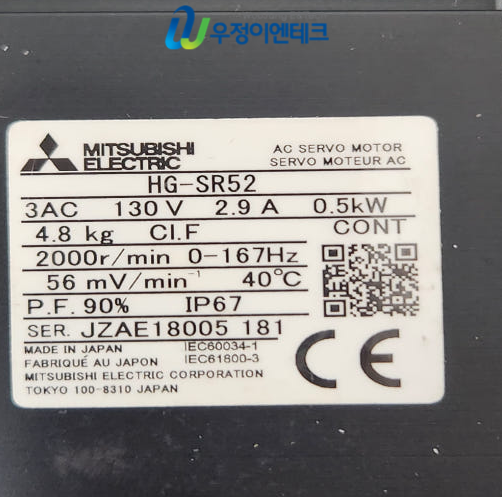 우정이엔테크
MITSUBISHI
ELECTRIC
AC SERVO MOTOR
SERVO MOTEUR AC
HG-SR52
3AC 130 V 2.9 A 0.5kW
4.8 kg CI.F CONT
2000r/min 0-167Hz
56 mV/min⁻¹ 40℃
P.F. 90% IP67
SER. JZAE18005 181
MADE IN JAPAN IEC60034-1
FABRIQUÉ AU JAPON IEC61800-3
MITSUBISHI ELECTRIC CORPORATION
TOKYO 100-8310 JAPAN
CE